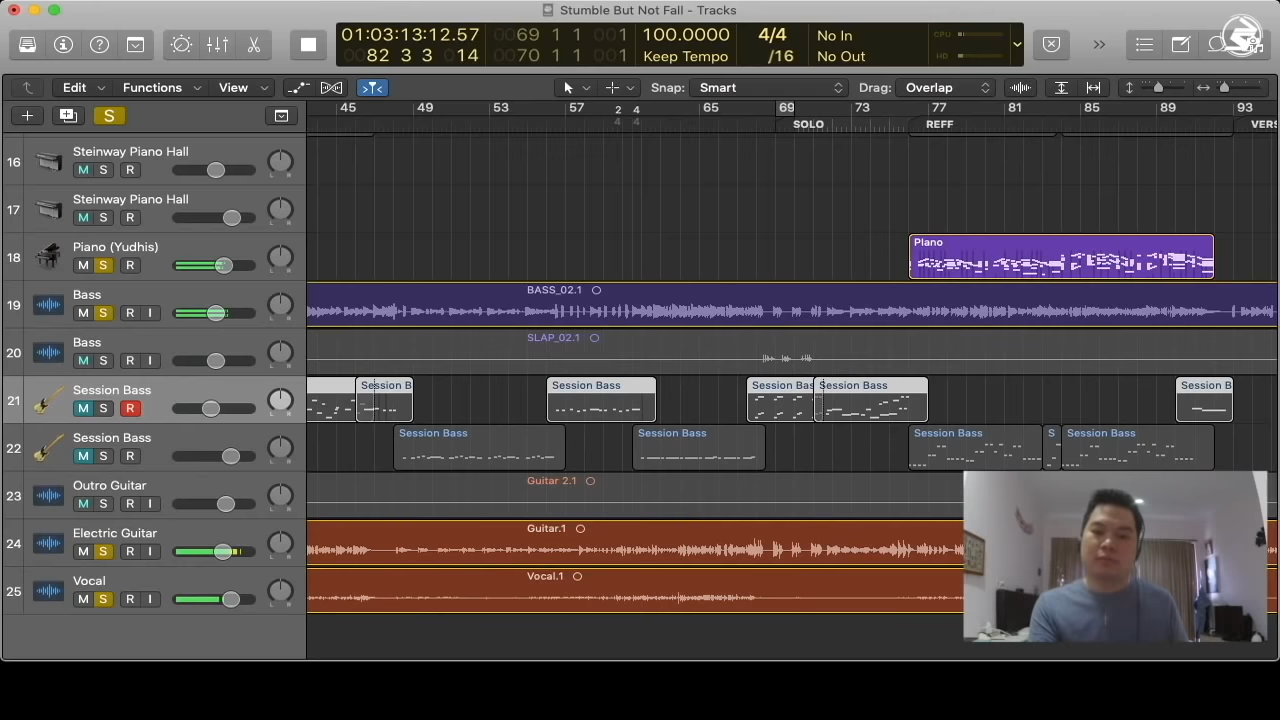 Stumble But Not Fall - Tracks
01:03:13:12.57
0069 1 1 001
100.0000
4/4
No In
CPU
0082 3 3 014
0070 1 1 001
Keep Tempo
/16
No Out
HD
Edit
Functions
View
Snap:
Smart
Drag:
Overlap
S
45
49
53
57
2
4
4
4
65
69
73
77
81
85
89
93
SOLO
REFF
VERS
16
Steinway Piano Hall
M S R
L R
17
Steinway Piano Hall
M S R
L R
18
Piano (Yudhis)
M S R
L R
Piano
19
Bass
M S R I
L R
BASS_02.1
20
Bass
M S R I
L R
SLAP_02.1
21
Session Bass
M S R
L R
Session B
Session Bass
Session Bas
Session Bass
Session B
22
Session Bass
M S R
L R
Session Bass
Session Bass
Session Bass
S
Session Bass
23
Outro Guitar
M S R I
L R
Guitar 2.1
24
Electric Guitar
M S R I
L R
Guitar.1
25
Vocal
M S R I
L R
Vocal.1